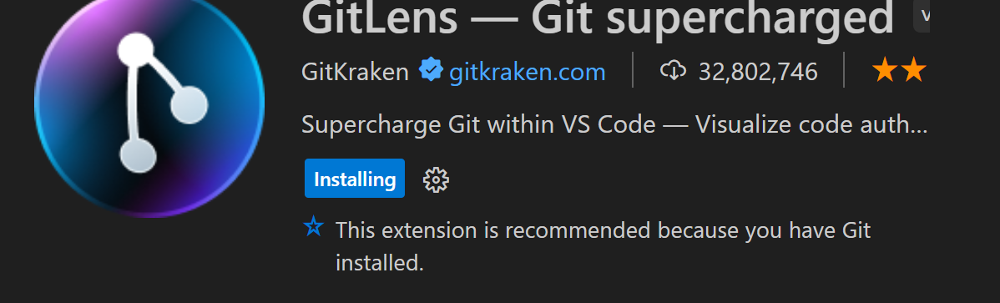 GitLens — Git supercharged
GitKraken gitkraken.com 32,802,746
Supercharge Git within VS Code — Visualize code auth...
Installing
This extension is recommended because you have Git
installed.